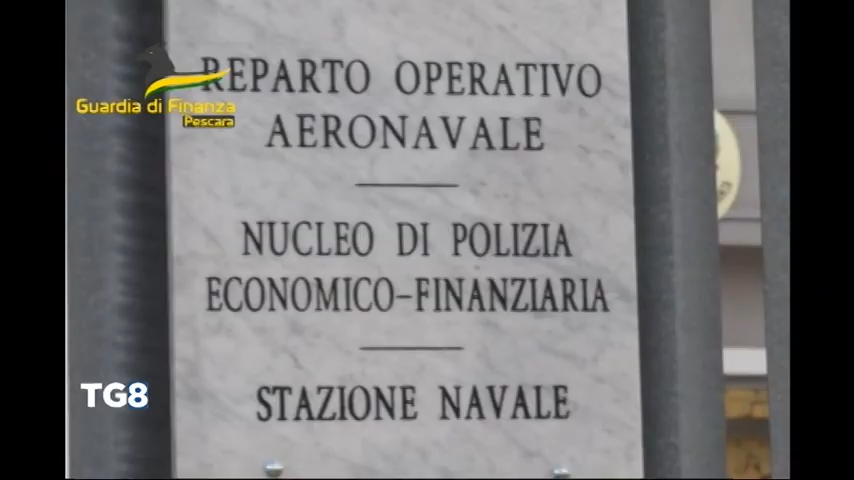 REPARTO OPERATIVO
AERONAVALE
Guardia di Finanza
Pescara
NUCLEO DI POLIZIA
ECONOMICO-FINANZIARIA
STAZIONE NAVALE
TG8